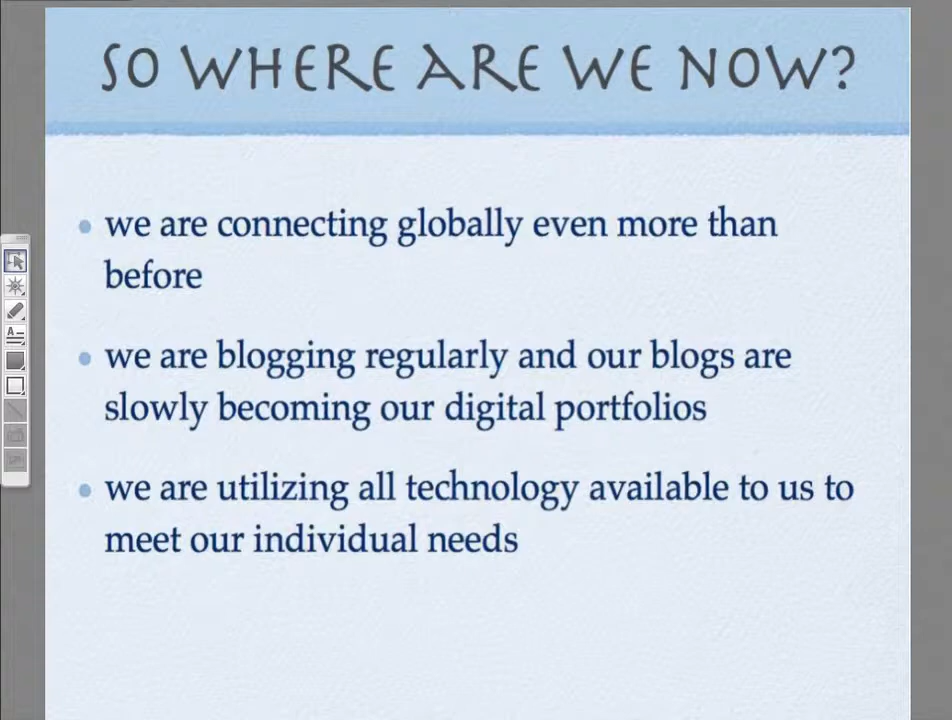 SO WHERE ARE WE NOW?
• we are connecting globally even more than
before
• we are blogging regularly and our blogs are
slowly becoming our digital portfolios
• we are utilizing all technology available to us to
meet our individual needs